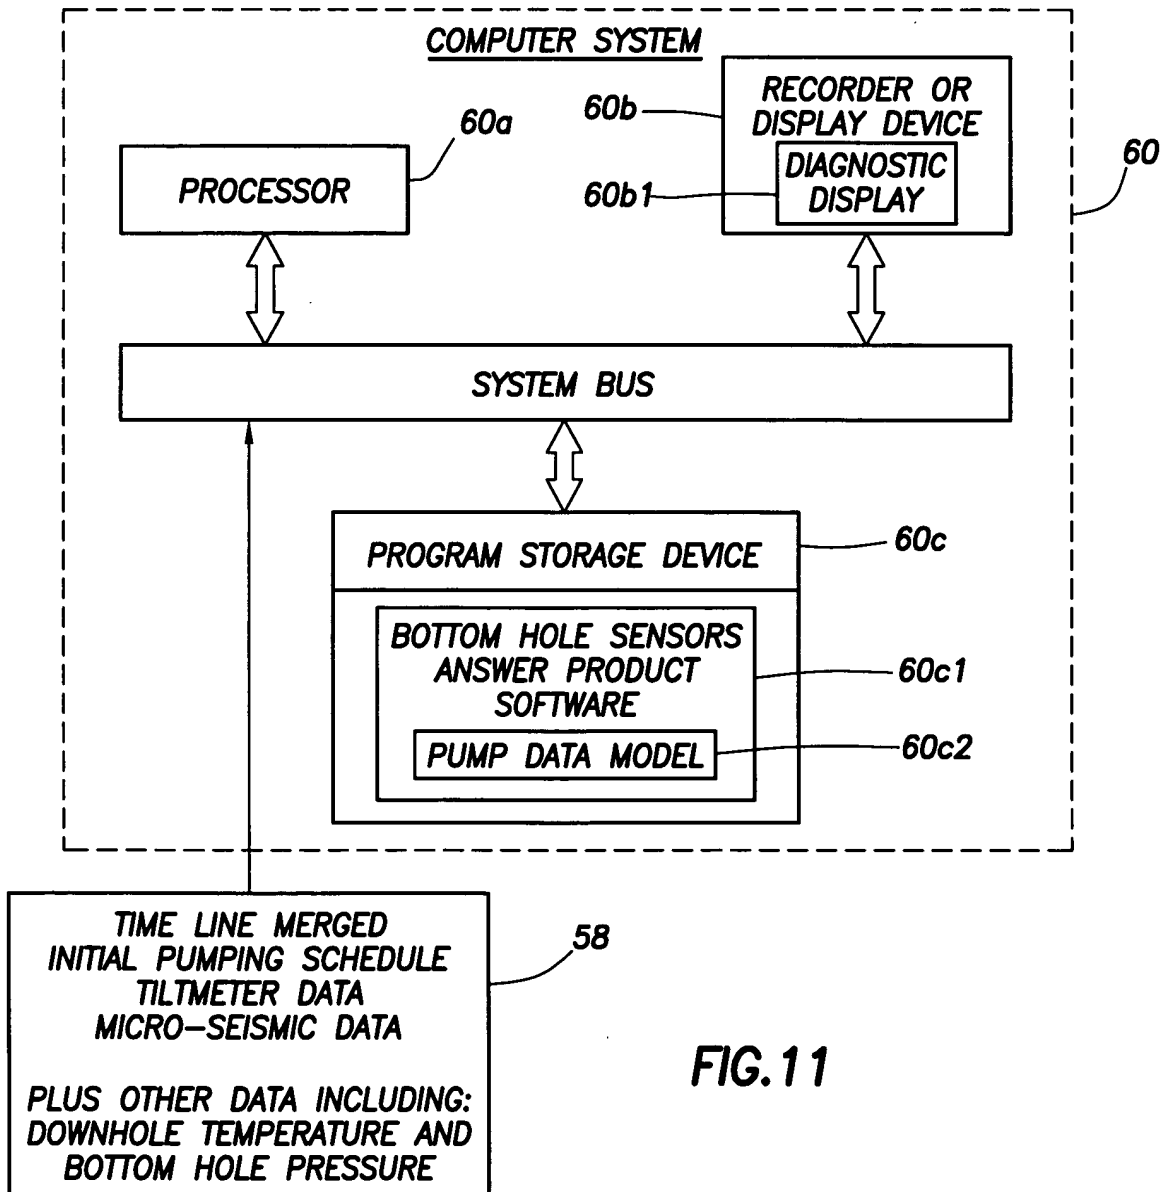 COMPUTER SYSTEM
60a
PROCESSOR
60b
RECORDER OR
DISPLAY DEVICE
60b1
DIAGNOSTIC
DISPLAY
60
SYSTEM BUS
PROGRAM STORAGE DEVICE
60c
BOTTOM HOLE SENSORS
ANSWER PRODUCT
SOFTWARE
60c1
PUMP DATA MODEL
60c2
TIME LINE MERGED
INITIAL PUMPING SCHEDULE
TILTMETER DATA
MICRO-SEISMIC DATA
58
PLUS OTHER DATA INCLUDING:
DOWNHOLE TEMPERATURE AND
BOTTOM HOLE PRESSURE
FIG.11